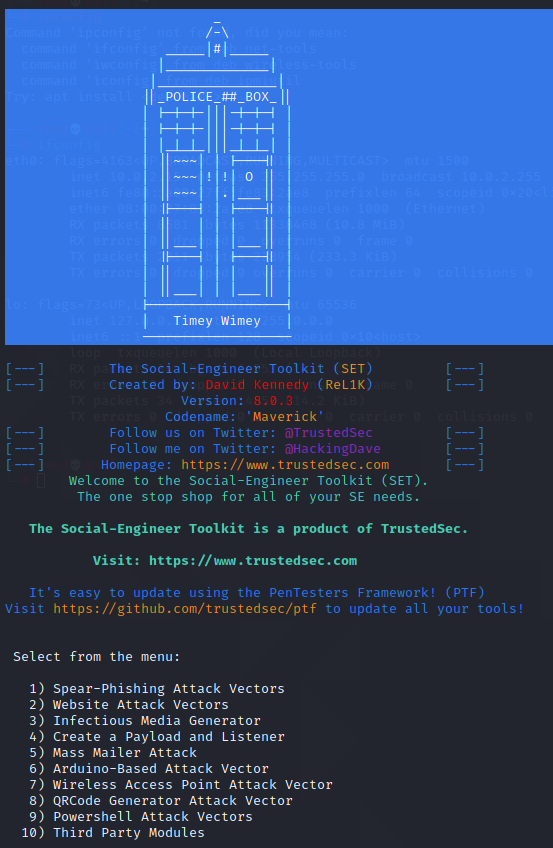 Command 'ipconfig' not found, did you mean:
_POLICE_##_BOX_
Timey Wimey
[---] The Social-Engineer Toolkit (SET) [---]
[---] Created by: David Kennedy (ReL1K) [---]
Version: 8.0.3
Codename: 'Maverick'
[---] Follow us on Twitter: @TrustedSec [---]
[---] Follow me on Twitter: @HackingDave [---]
[---] Homepage: https://www.trustedsec.com [---]
Welcome to the Social-Engineer Toolkit (SET).
The one stop shop for all of your SE needs.
The Social-Engineer Toolkit is a product of TrustedSec.
Visit: https://www.trustedsec.com
It's easy to update using the PenTesters Framework! (PTF)
Visit https://github.com/trustedsec/ptf to update all your tools!
Select from the menu:
1) Spear-Phishing Attack Vectors
2) Website Attack Vectors
3) Infectious Media Generator
4) Create a Payload and Listener
5) Mass Mailer Attack
6) Arduino-Based Attack Vector
7) Wireless Access Point Attack Vector
8) QRCode Generator Attack Vector
9) Powershell Attack Vectors
10) Third Party Modules